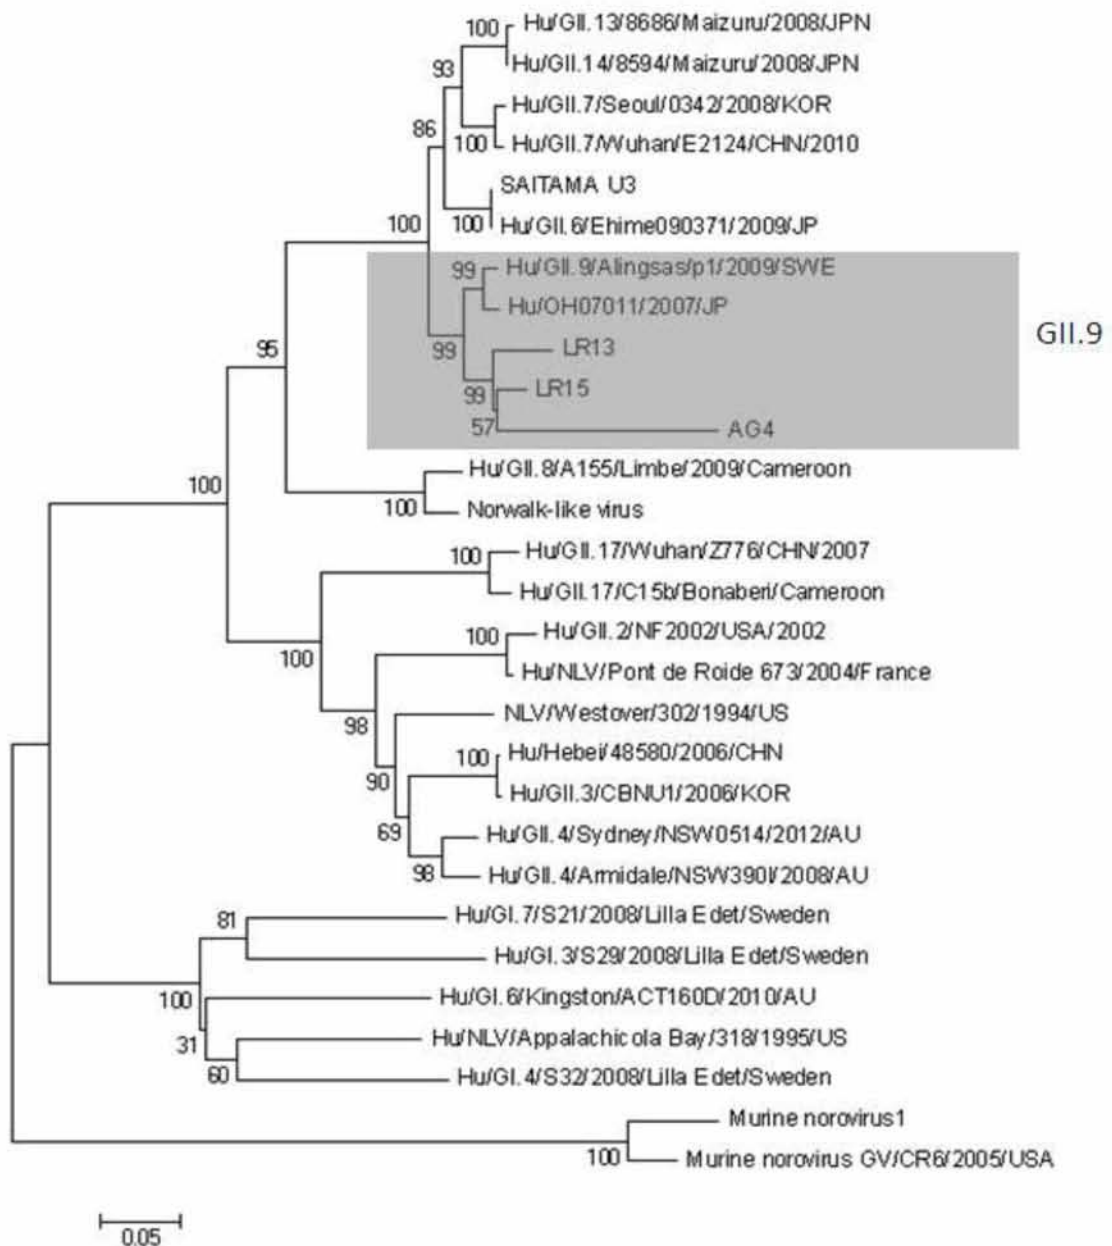 100
Hu/GII.13/8686/Maizuru/2008/JPN
Hu/GII.14/8594/Maizuru/2008/JPN
93
Hu/GII.7/Seoul/0342/2008/KOR
86
100
Hu/GII.7/Wuhan/E2124/CHN/2010
SAITAMA U3
100
100
Hu/GII.6/Ehime090371/2009/JP
99
Hu/GII.9/Alingsas/p1/2009/SWE
Hu/OH07011/2007/JP
GII.9
95
99
LR13
99
LR15
57
AG4
Hu/GII.8/A155/Limbe/2009/Cameroon
100
100
Norwalk-like virus
100
Hu/GII.17/Wuhan/Z776/CHN/2007
Hu/GII.17/C15b/Bonaberi/Cameroon
100
Hu/GII.2/NF2002/USA/2002
100
Hu/NLV/Pont de Roide 673/2004/France
98
NLV/Westover/302/1994/US
100
Hu/Hebei/48580/2006/CHN
90
Hu/GII.3/CBNU1/2006/KOR
69
Hu/GII.4/Sydney/NSW0514/2012/AU
98
Hu/GII.4/Armidale/NSW390I/2008/AU
81
Hu/GI.7/S21/2008/Lilla Edet/Sweden
Hu/GI.3/S29/2008/Lilla Edet/Sweden
100
Hu/GI.6/Kingston/ACT160D/2010/AU
31
Hu/NLV/Appalachicola Bay/318/1995/US
60
Hu/GI.4/S32/2008/Lilla Edet/Sweden
Murine norovirus1
100
Murine norovirus GV/CR6/2005/USA
0.05